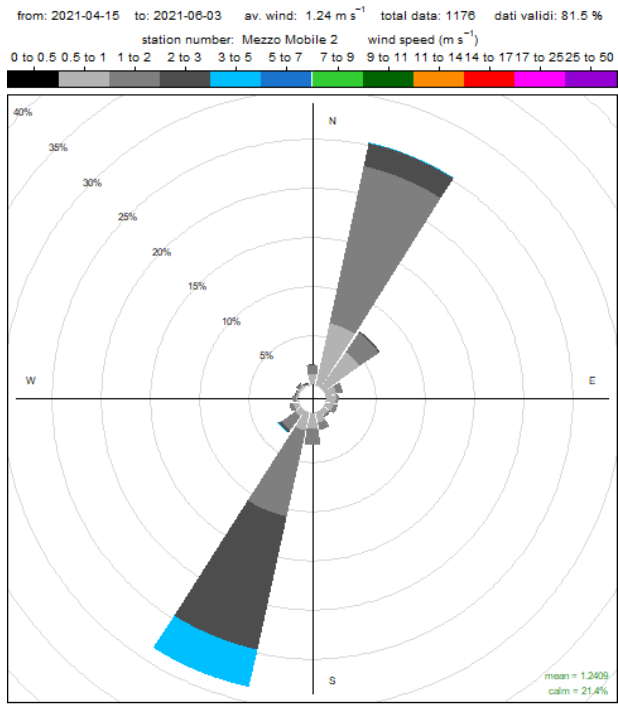 from: 2021-04-15 to: 2021-06-03 av. wind: 1.24 m s⁻¹ total data: 1176 dati validi: 81.5 %
station number: Mezzo Mobile 2 wind speed (m s⁻¹)
0 to 0.5 0.5 to 1 1 to 2 2 to 3 3 to 5 5 to 7 7 to 9 9 to 11 11 to 14 14 to 17 17 to 25 25 to 50
40%
N
35%
30%
25%
20%
15%
10%
5%
W
E
S
mean = 1.2409
calm = 21.4%